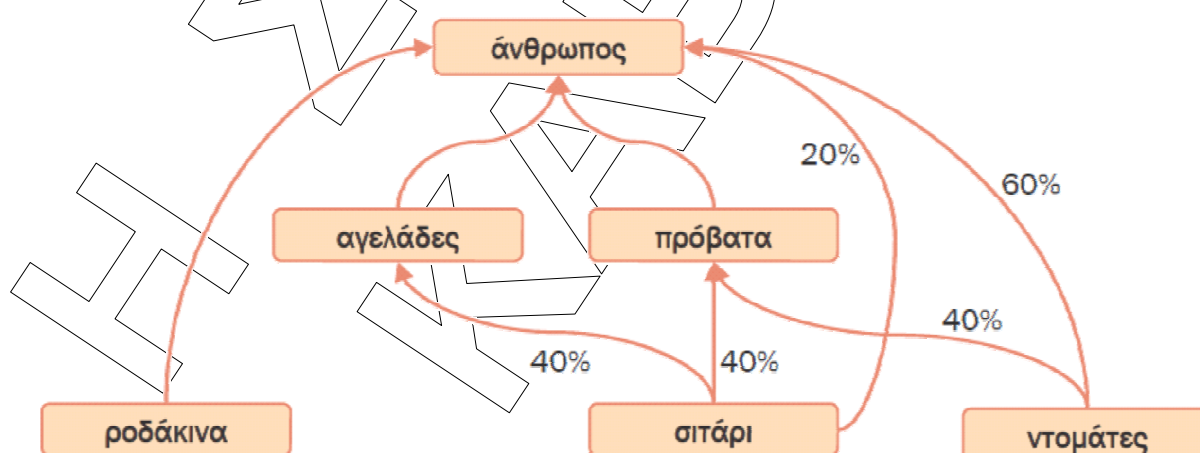 άνθρωπος
20%
60%
αγελάδες
πρόβατα
40%
40%
40%
ροδάκινα
σιτάρι
ντομάτες